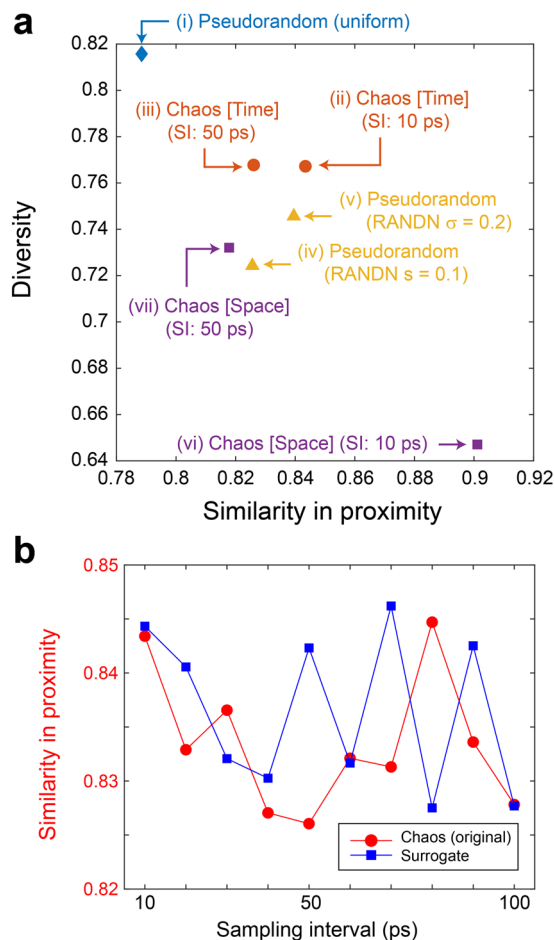 a
(i) Pseudorandom (uniform)
0.82
0.8
0.78
0.76
0.74
0.72
0.7
0.68
0.66
0.64
Diversity
(iii) Chaos [Time]
(SI: 50 ps)
(ii) Chaos [Time]
(SI: 10 ps)
(v) Pseudorandom
(RANDN σ = 0.2)
(iv) Pseudorandom
(RANDN s = 0.1)
(vii) Chaos [Space]
(SI: 50 ps)
(vi) Chaos [Space] (SI: 10 ps)
0.78 0.8 0.82 0.84 0.86 0.88 0.9 0.92
Similarity in proximity
b
0.85
0.84
0.83
0.82
Similarity in proximity
Chaos (original)
Surrogate
10 50 100
Sampling interval (ps)